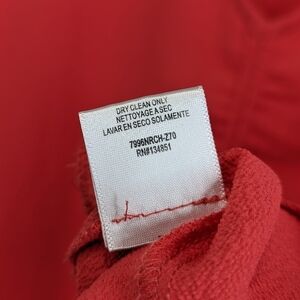 DRY CLEAN ONLY
NETTOYAGE A SEC
LAVAR EN SECO SOLAMENTE
7996NRCH-Z70
RN#134851